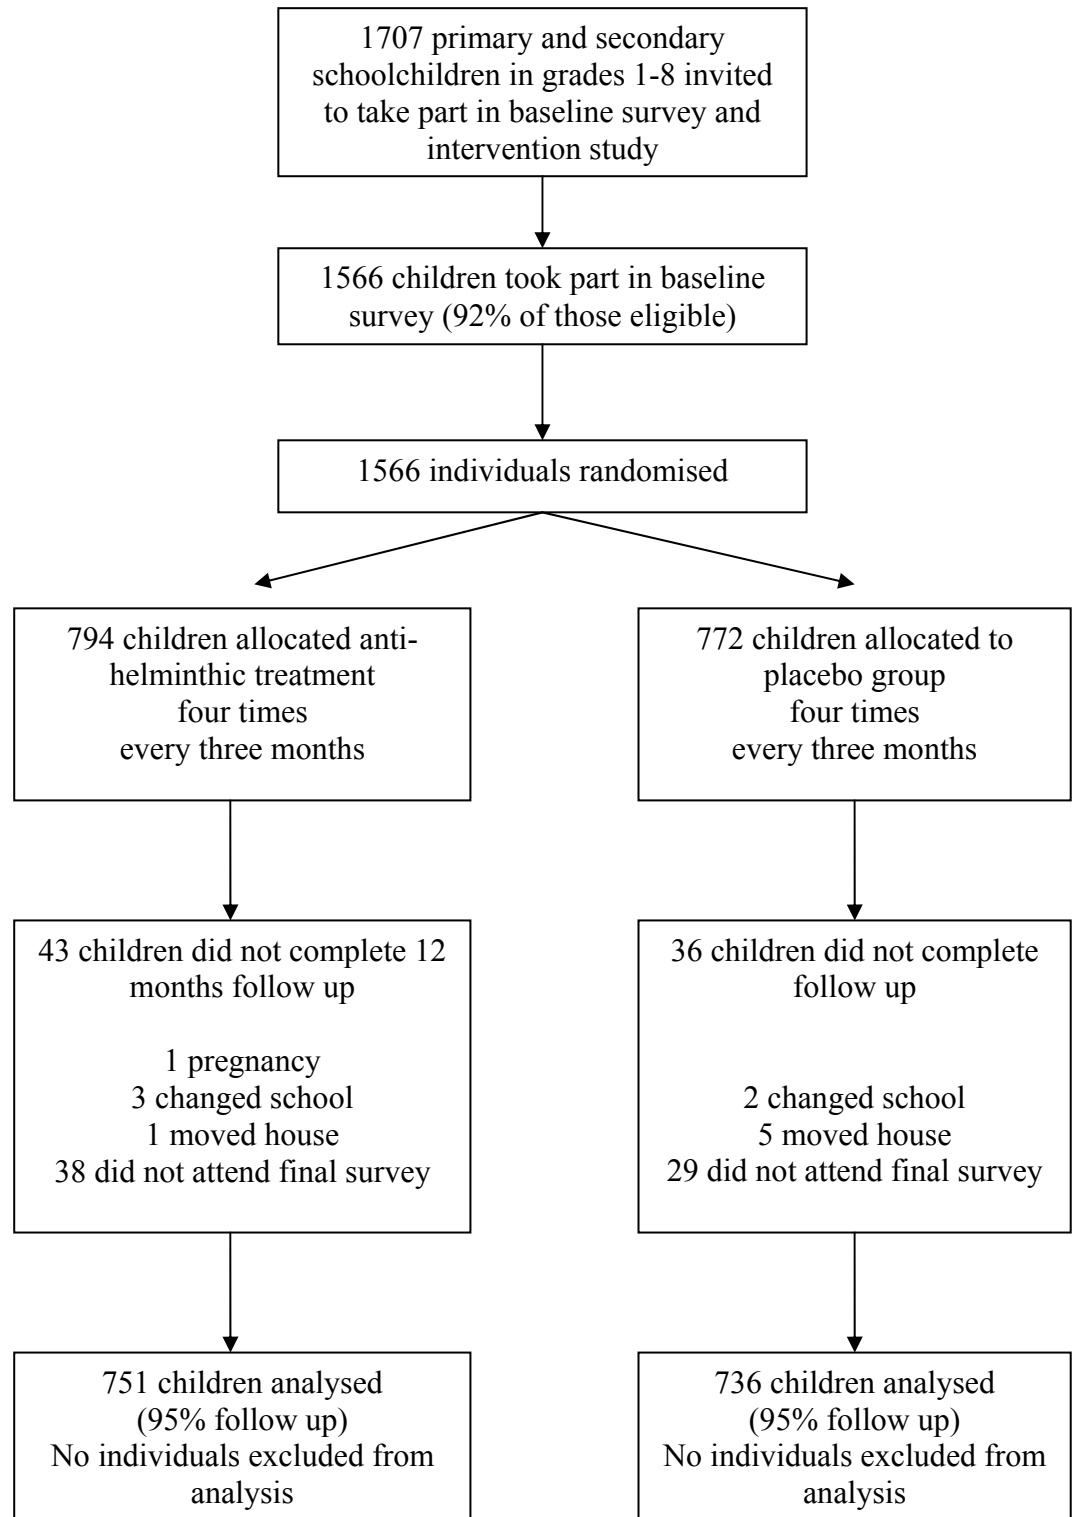 1707 primary and secondary
schoolchildren in grades 1-8 invited
to take part in baseline survey and
intervention study
1566 children took part in baseline
survey (92% of those eligible)
1566 individuals randomised
794 children allocated anti-
helminthic treatment
four times
every three months
772 children allocated to
placebo group
four times
every three months
43 children did not complete 12
months follow up
1 pregnancy
3 changed school
1 moved house
38 did not attend final survey
36 children did not complete
follow up
2 changed school
5 moved house
29 did not attend final survey
751 children analysed
(95% follow up)
No individuals excluded from
analysis
736 children analysed
(95% follow up)
No individuals excluded from
analysis